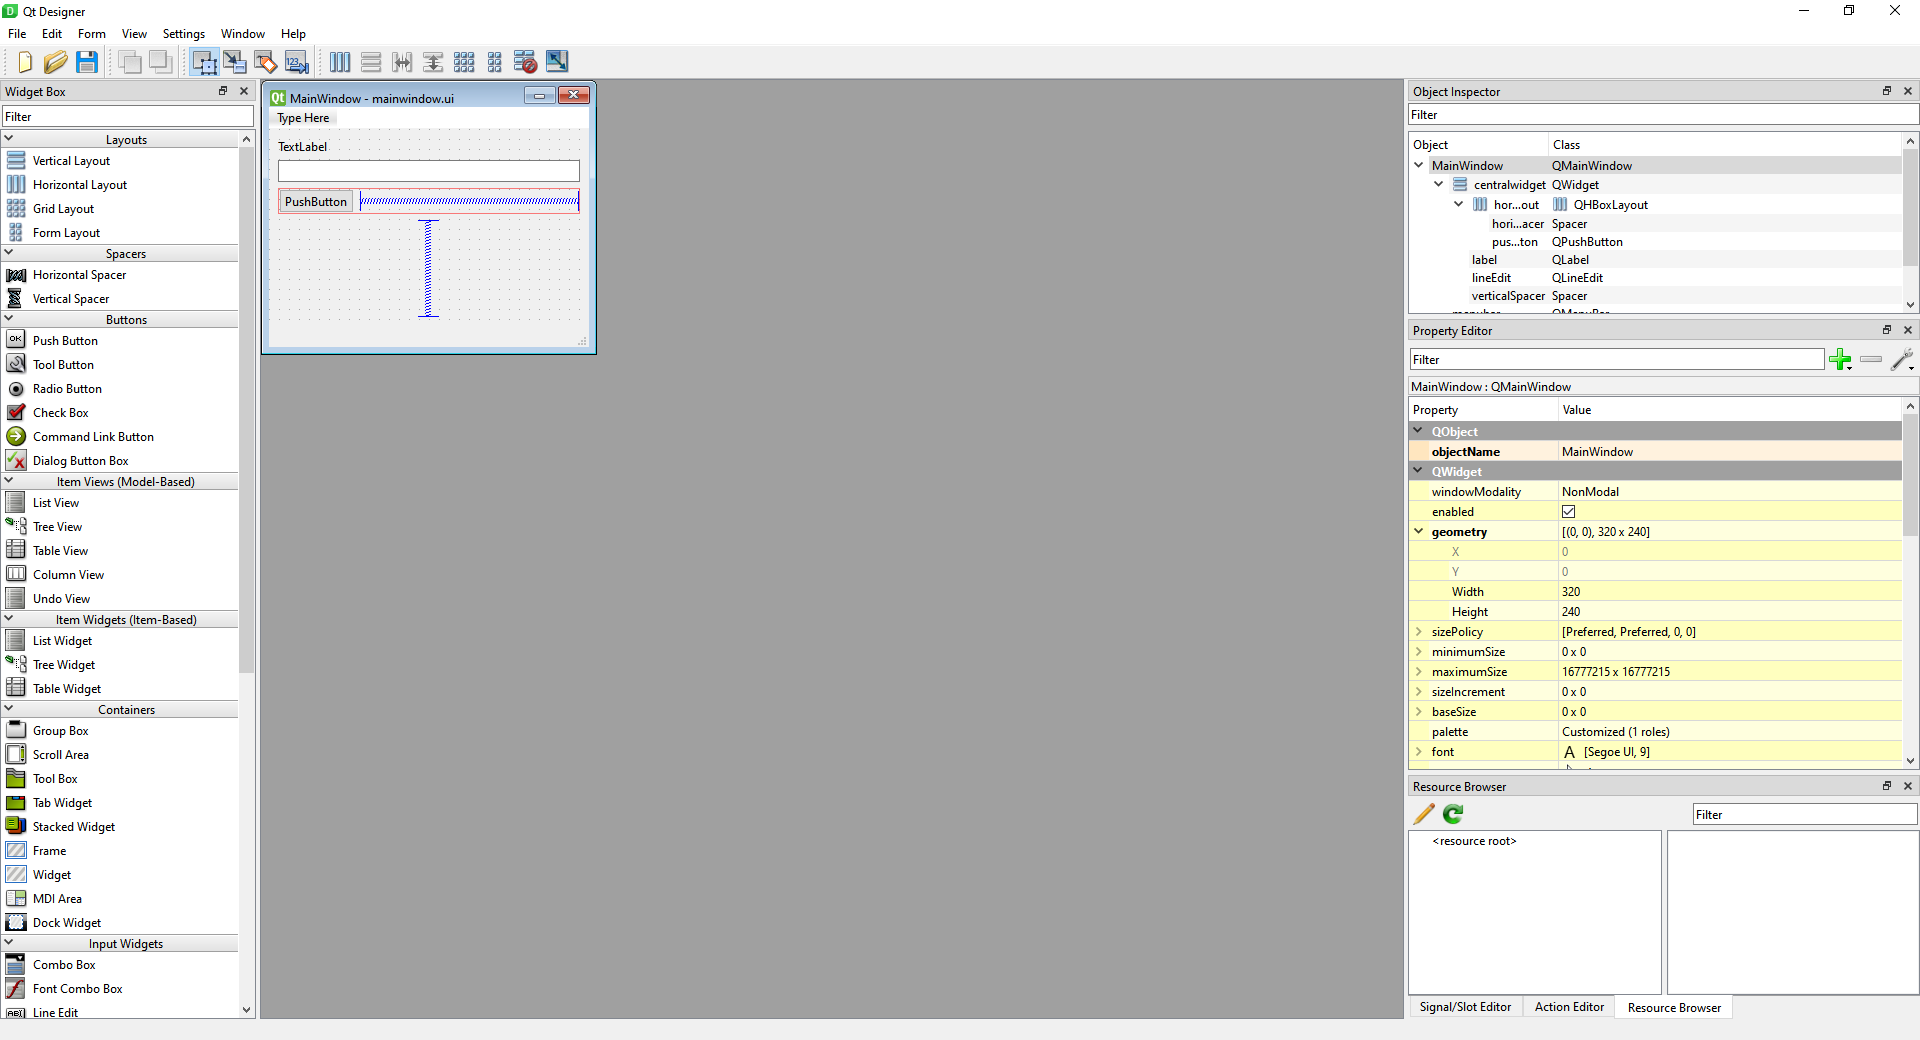 Qt Designer
File Edit Form View Settings Window Help
Widget Box
Filter
Layouts
Vertical Layout
Horizontal Layout
Grid Layout
Form Layout
Spacers
Horizontal Spacer
Vertical Spacer
Buttons
Push Button
Tool Button
Radio Button
Check Box
Command Link Button
Dialog Button Box
Item Views (Model-Based)
List View
Tree View
Table View
Column View
Undo View
Item Widgets (Item-Based)
List Widget
Tree Widget
Table Widget
Containers
Group Box
Scroll Area
Tool Box
Tab Widget
Stacked Widget
Frame
Widget
MDI Area
Dock Widget
Input Widgets
Combo Box
Font Combo Box
Line Edit
MainWindow - mainwindow.ui
Type Here
TextLabel
PushButton
Object Inspector
Filter
Object Class
MainWindow QMainWindow
centralwidget QWidget
hor...out QHBoxLayout
hori...acer Spacer
pus...ton QPushButton
label QLabel
lineEdit QLineEdit
verticalSpacer Spacer
menubar QMenuBar
Property Editor
Filter
MainWindow : QMainWindow
Property Value
QObject
objectName MainWindow
QWidget
windowModality NonModal
enabled
geometry [(0, 0), 320 x 240]
X 0
Y 0
Width 320
Height 240
sizePolicy [Preferred, Preferred, 0, 0]
minimumSize 0 x 0
maximumSize 16777215 x 16777215
sizeIncrement 0 x 0
baseSize 0 x 0
palette Customized (1 roles)
font A [Segoe UI, 9]
Resource Browser
Filter
<resource root>
Signal/Slot Editor Action Editor Resource Browser